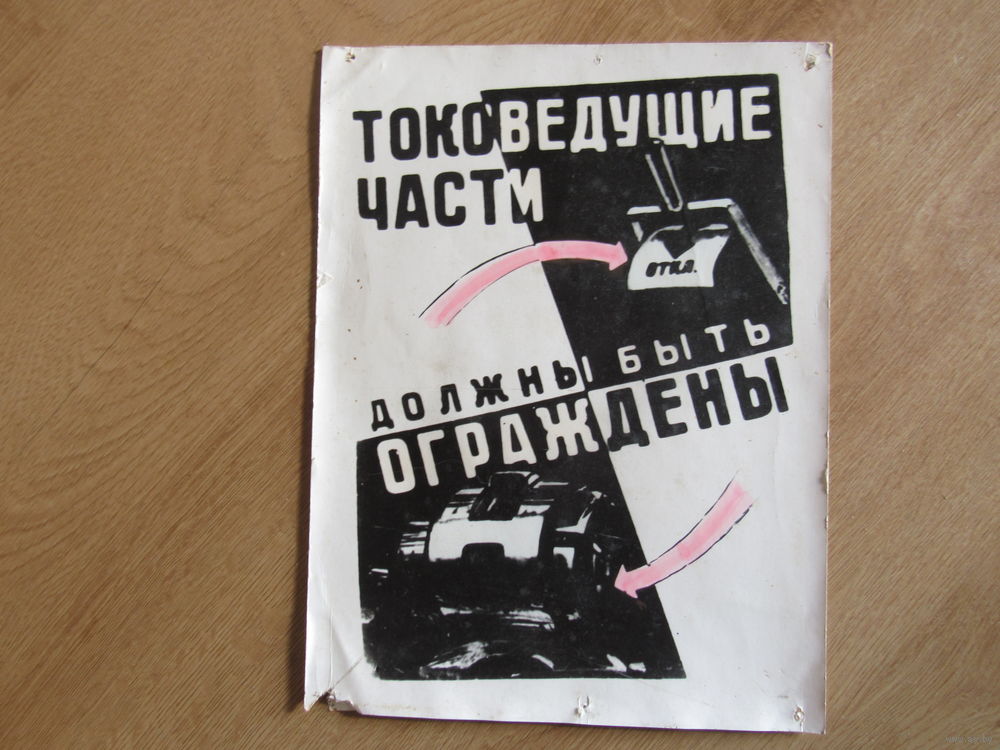 ТОКОВЕДУЩИЕ
ЧАСТИ
ОТКЛ.
ДОЛЖНЫ БЫТЬ
ОГРАЖДЕНЫ